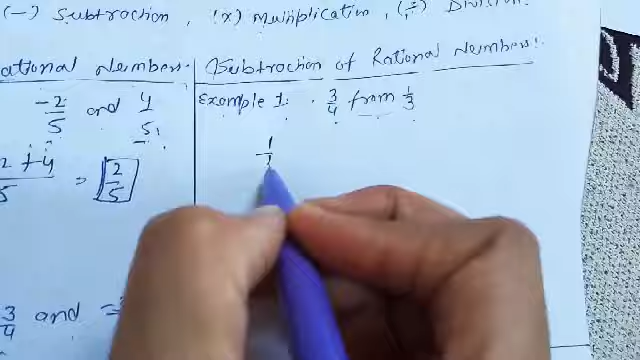 (-) Subtraction, (x) Multiplication, (÷) Division.
ational Numbers. Subtraction of Rational Numbers:
-2/5 and 4/5 Example 1: 3/4 from 1/3
2+4/5 = 2/5 1/
3/4 and